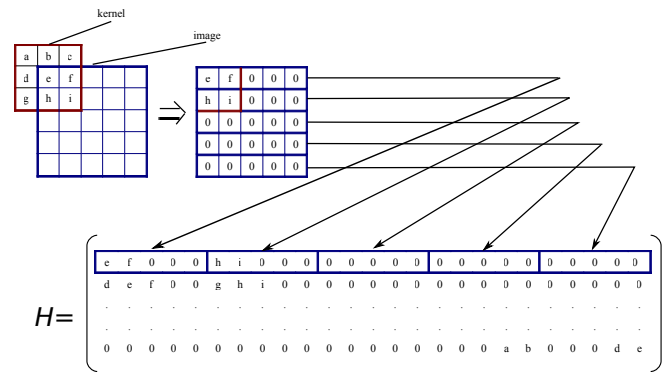 kernel
image
a b c
d e f
g h i
e f 0 0 0
h i 0 0 0
0 0 0 0 0
0 0 0 0 0
0 0 0 0 0
e f 0 0 0 h i 0 0 0 0 0 0 0 0 0 0 0 0 0 0 0 0 0 0
d e f 0 0 g h i 0 0 0 0 0 0 0 0 0 0 0 0 0 0 0 0 0
. . . . . . . . . . . . . . . . . . . . . . . . .
H=
. . . . . . . . . . . . . . . . . . . . . . . . .
0 0 0 0 0 0 0 0 0 0 0 0 0 0 0 0 0 0 a b 0 0 0 d e